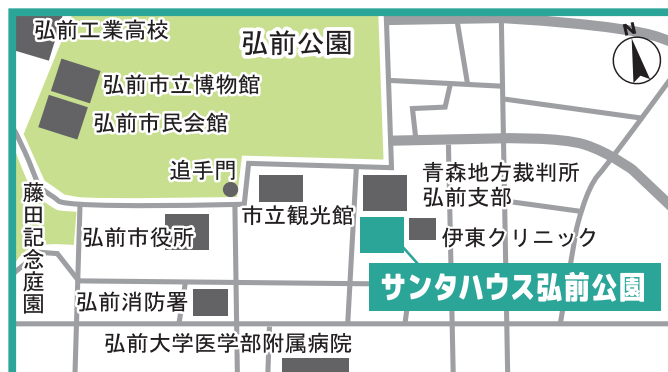 弘前工業高校
弘前公園
N
弘前市立博物館
弘前市民会館
追手門
青森地方裁判所
弘前支部
市立観光館
藤田記念庭園
弘前市役所
伊東クリニック
サンタハウス弘前公園
弘前消防署
弘前大学医学部附属病院